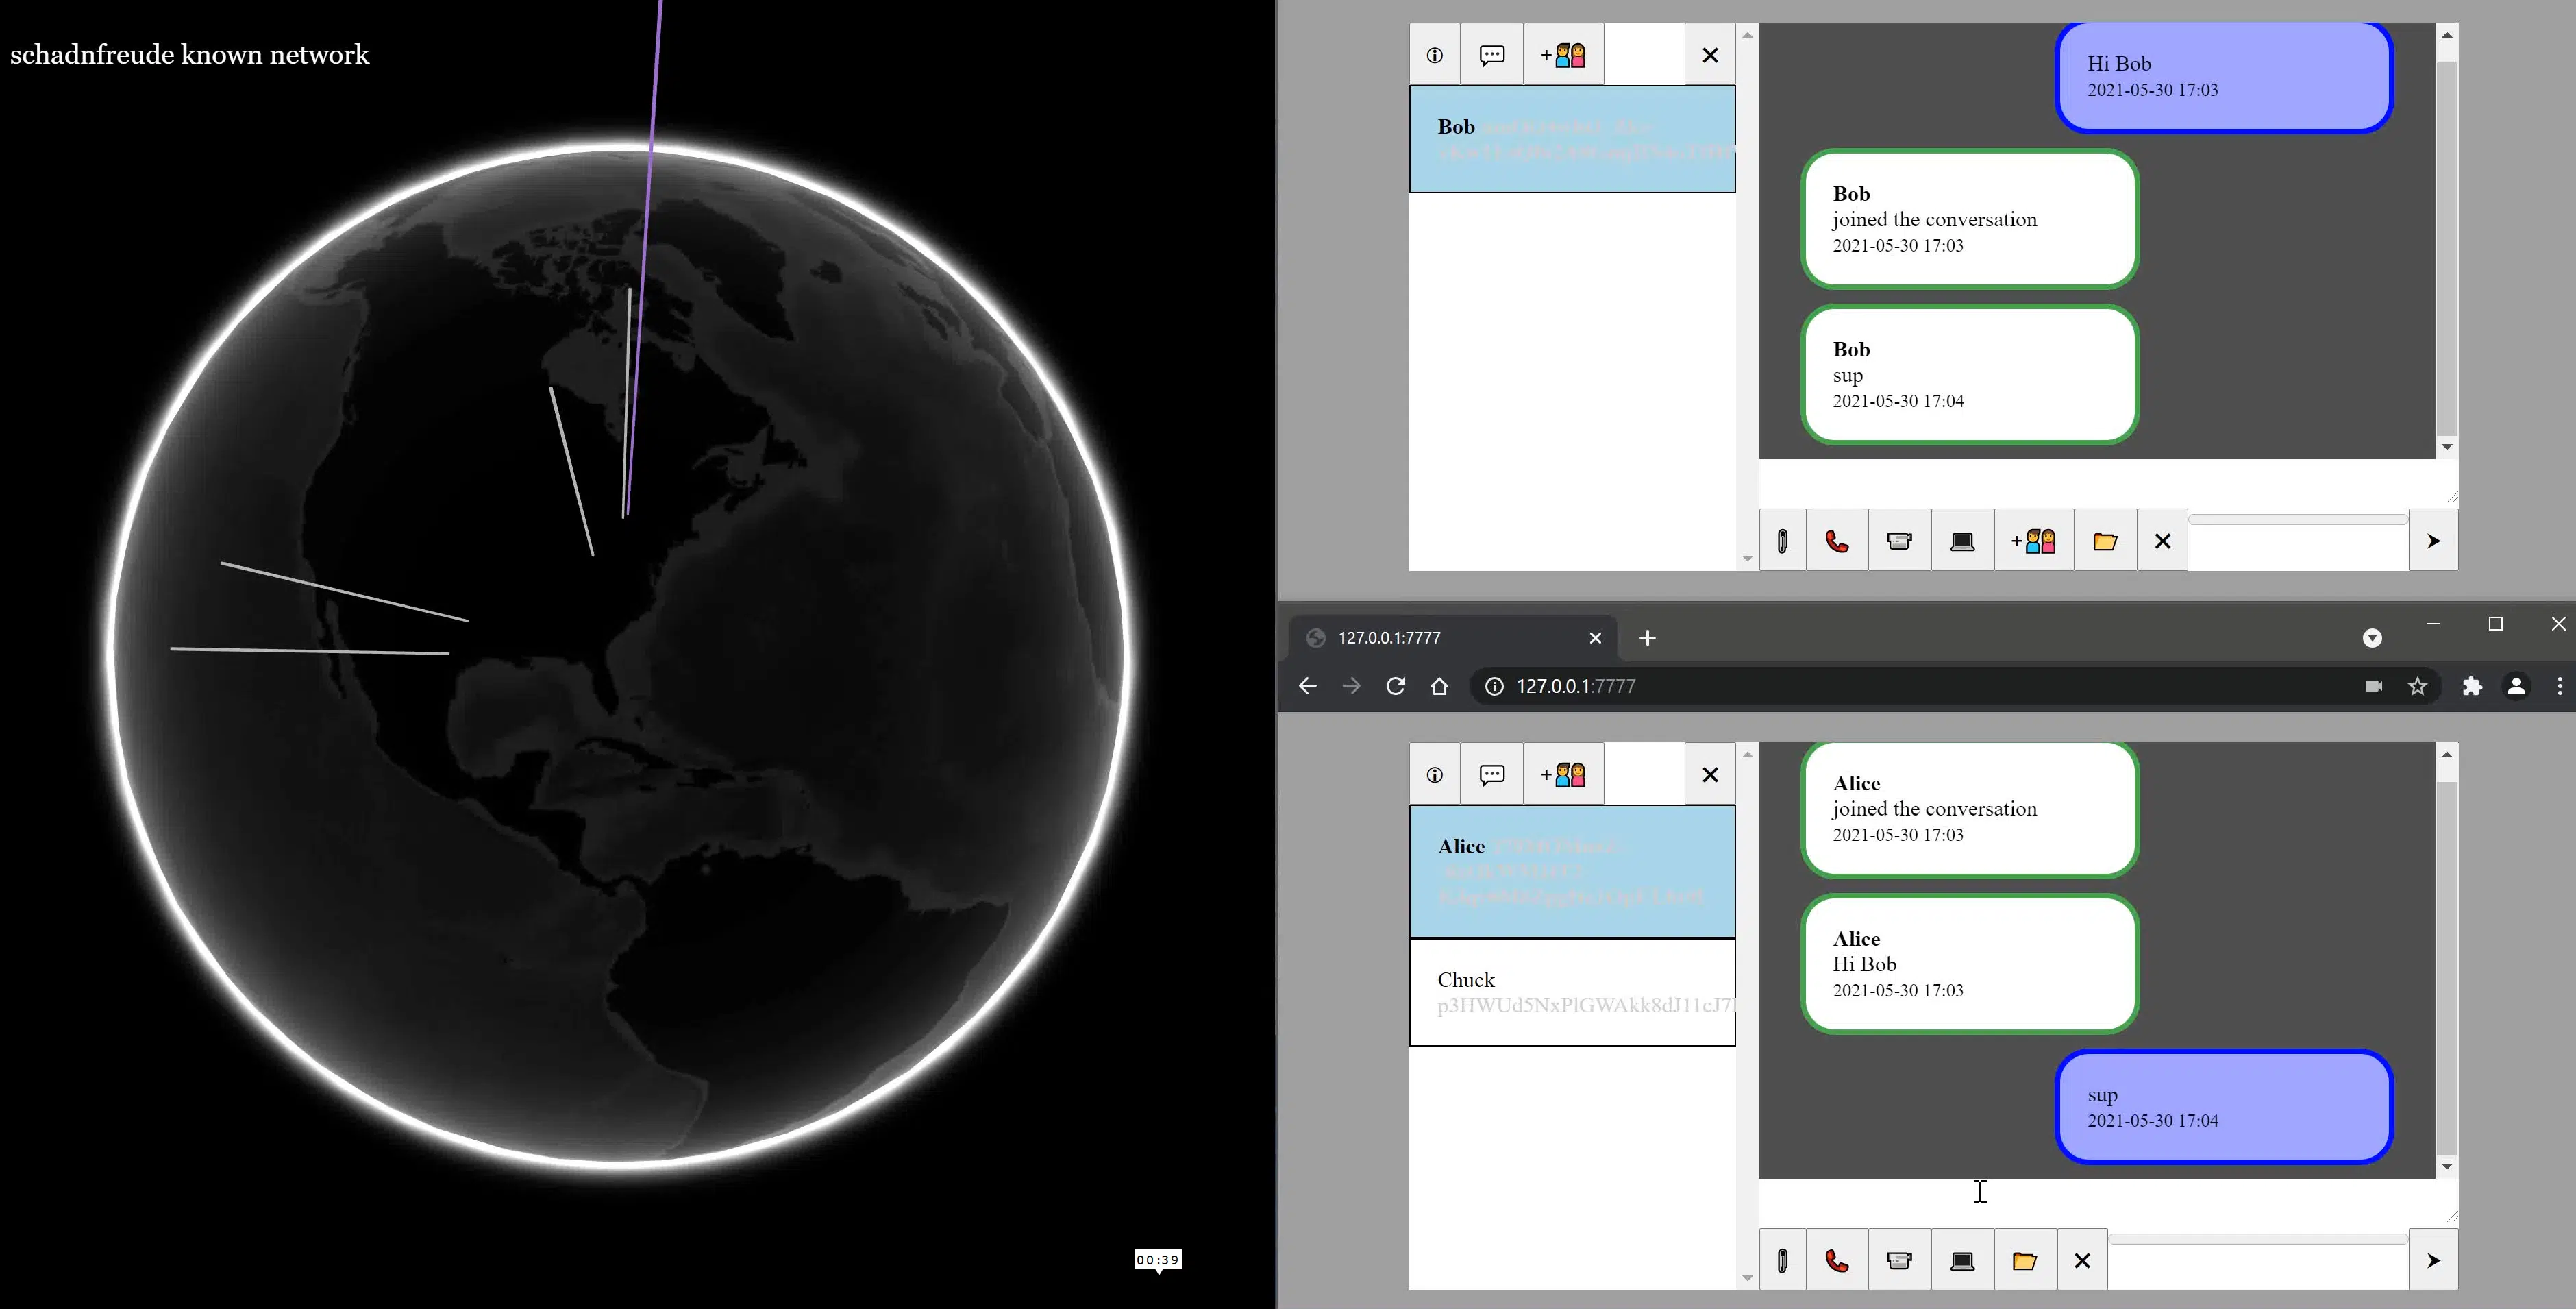 schadnfreude known network
00:39
Bob
Hi Bob
2021-05-30 17:03
Bob
joined the conversation
2021-05-30 17:03
Bob
sup
2021-05-30 17:04
127.0.0.1:7777
127.0.0.1:7777
Alice
Chuck
Alice
joined the conversation
2021-05-30 17:03
Alice
Hi Bob
2021-05-30 17:03
sup
2021-05-30 17:04